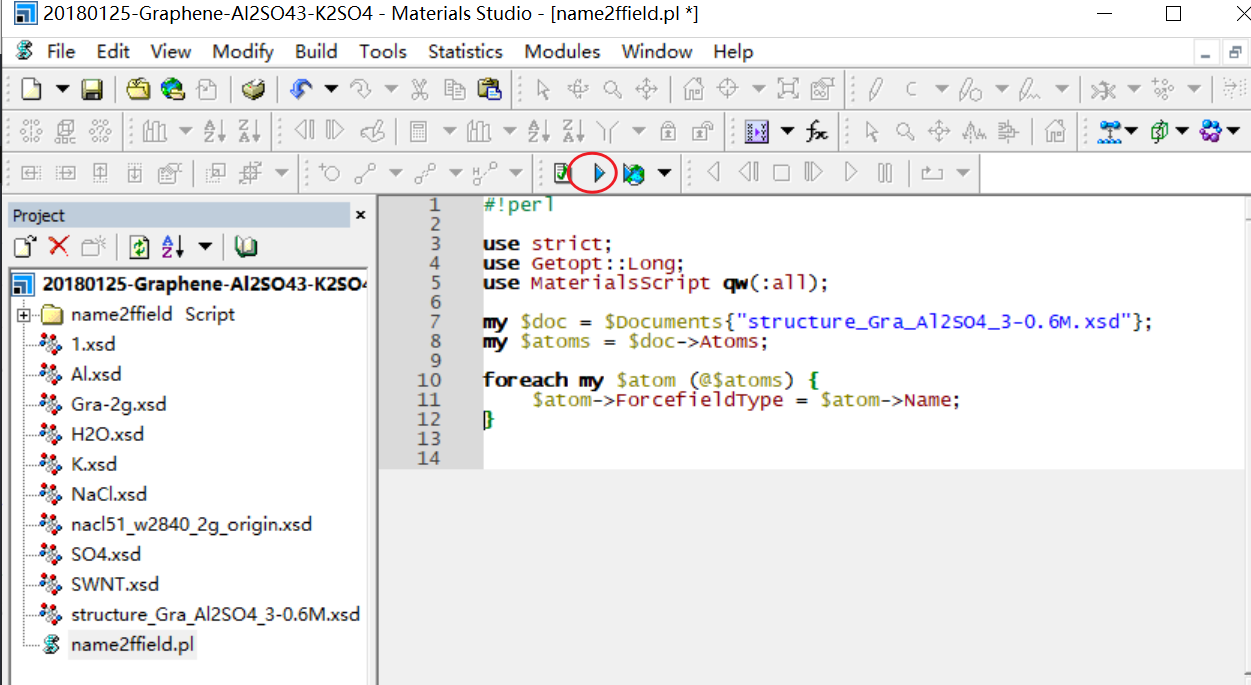 20180125-Graphene-Al2SO43-K2SO4 - Materials Studio - [name2ffield.pl *]
File Edit View Modify Build Tools Statistics Modules Window Help
Project
20180125-Graphene-Al2SO43-K2SO4
name2ffield Script
1.xsd
Al.xsd
Gra-2g.xsd
H2O.xsd
K.xsd
NaCl.xsd
nacl51_w2840_2g_origin.xsd
SO4.xsd
SWNT.xsd
structure_Gra_Al2SO4_3-0.6M.xsd
name2ffield.pl
1 #!perl
2
3 use strict;
4 use Getopt::Long;
5 use MaterialsScript qw(:all);
6
7 my $doc = $Documents{"structure_Gra_Al2SO4_3-0.6M.xsd"};
8 my $atoms = $doc->Atoms;
9
10 foreach my $atom (@$atoms) {
11 $atom->ForcefieldType = $atom->Name;
12 }
13
14